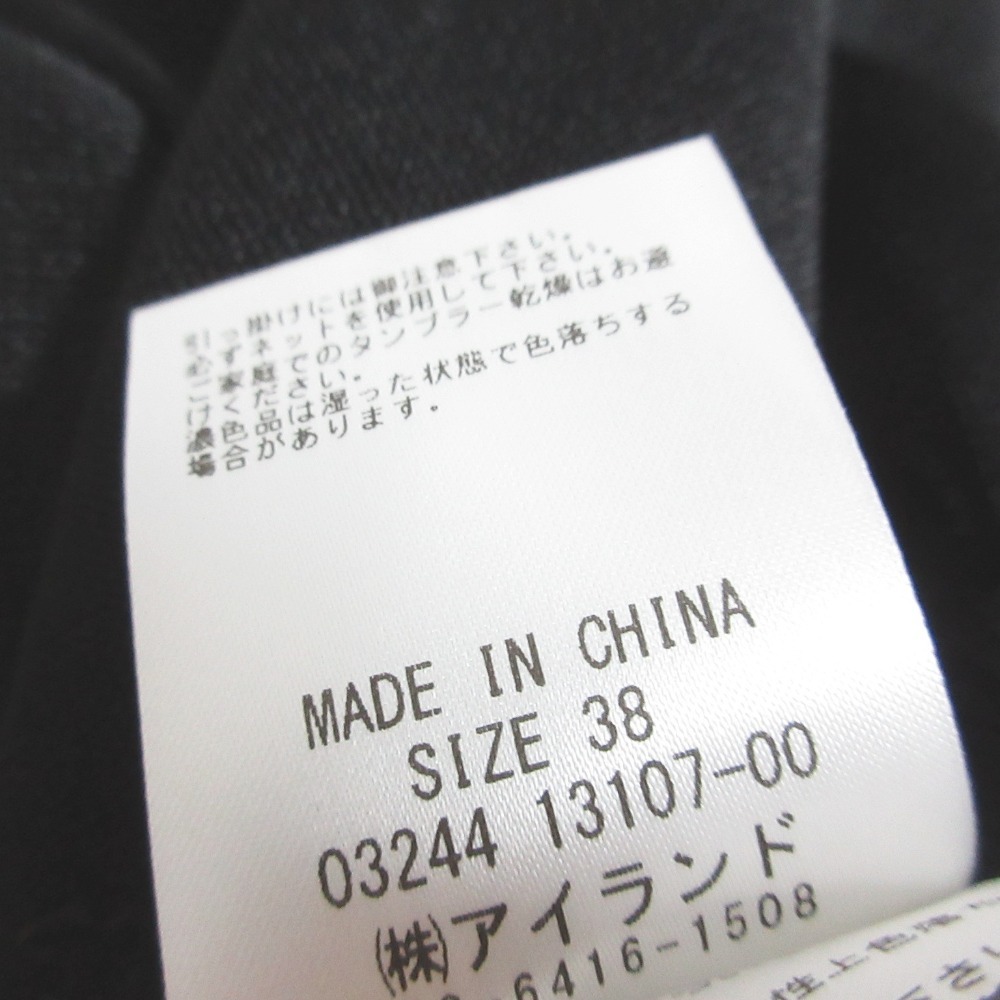 引っ掛けには御注意下さい。
必ずネットを使用して下さい。
ご家庭でのタンブラー乾燥はお避
けください。
濃色品は湿った状態で色落ちする
場合があります。
MADE IN CHINA
SIZE 38
03244 13107-00
㈱アイランド
-6416-1508
性上色落